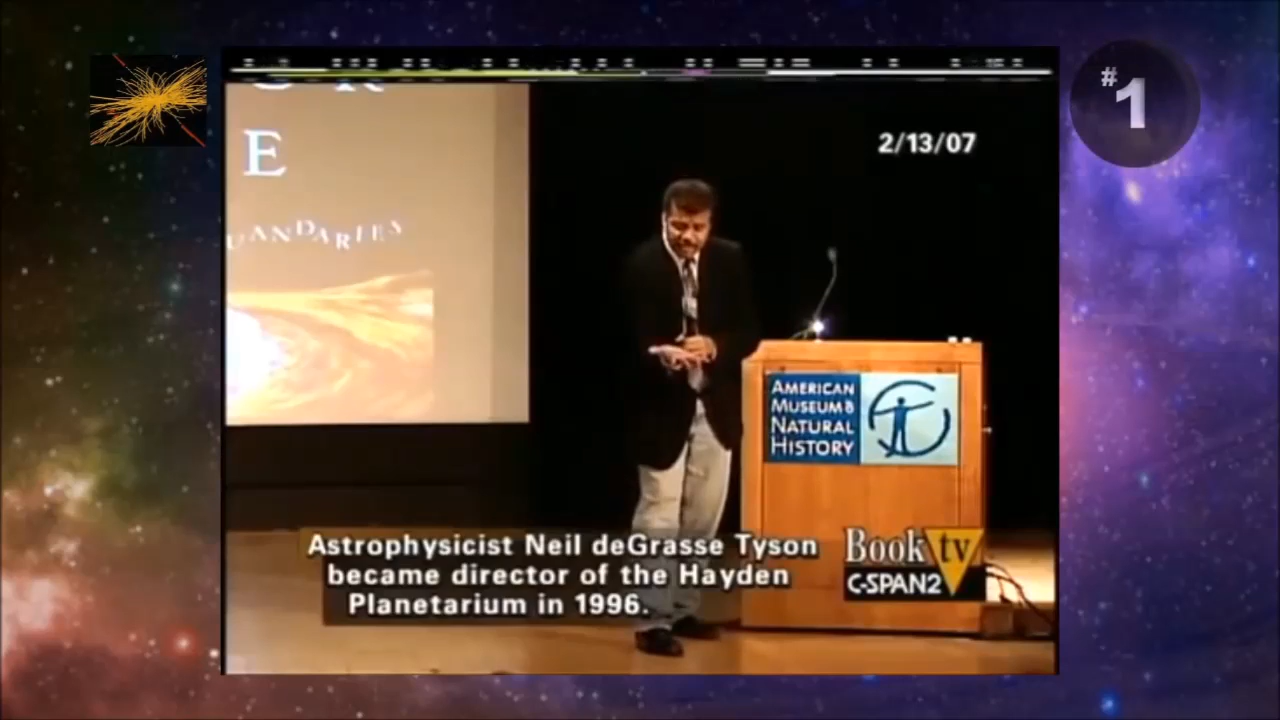 #1
2/13/07
E
UANDARIES
AMERICAN
MUSEUM &
NATURAL
HISTORY
Astrophysicist Neil deGrasse Tyson
became director of the Hayden
Planetarium in 1996.
Book tv
C-SPAN2